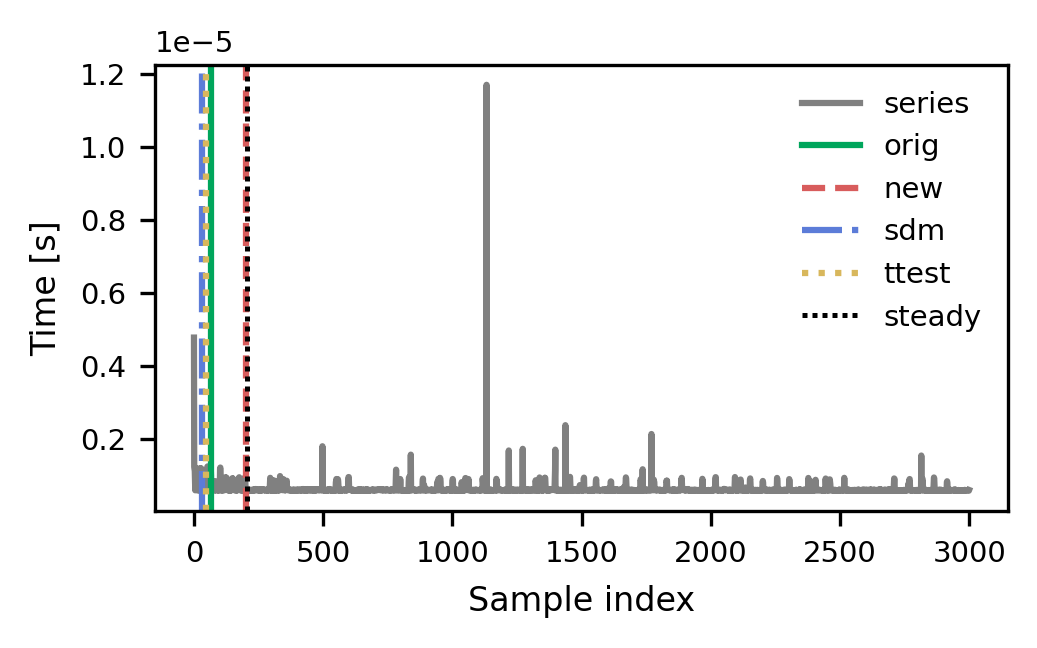 1e−5
1.2
1.0
0.8
0.6
0.4
0.2
Time [s]
series
orig
new
sdm
ttest
steady
0 500 1000 1500 2000 2500 3000
Sample index